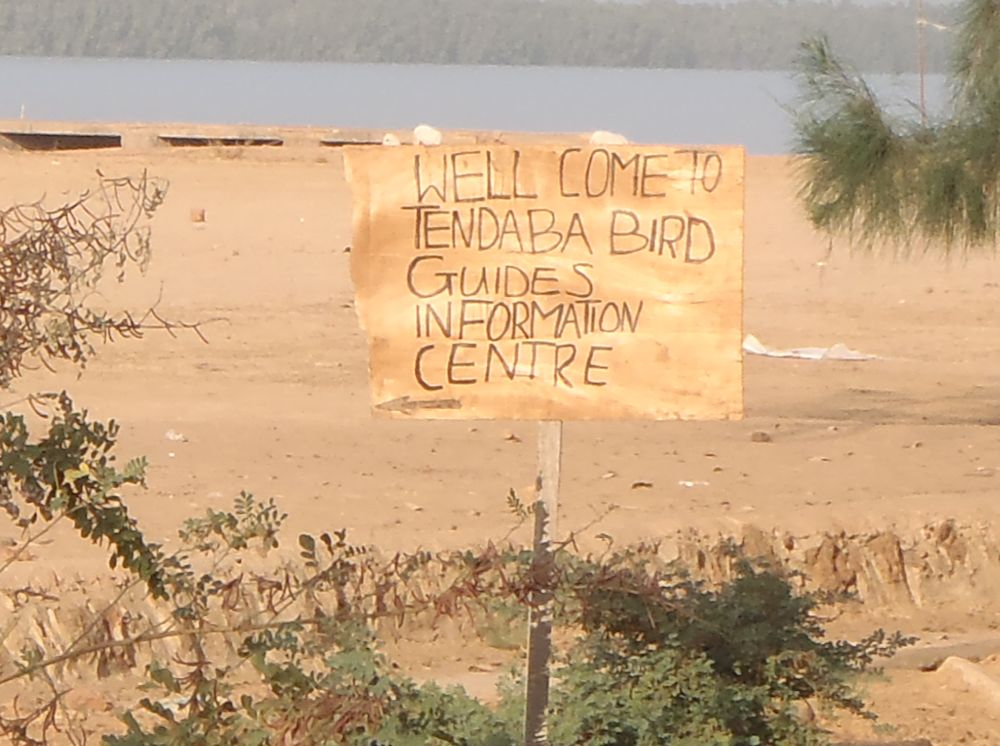 WELL COME TO
TENDABA BIRD
GUIDES
INFORMATION
CENTRE